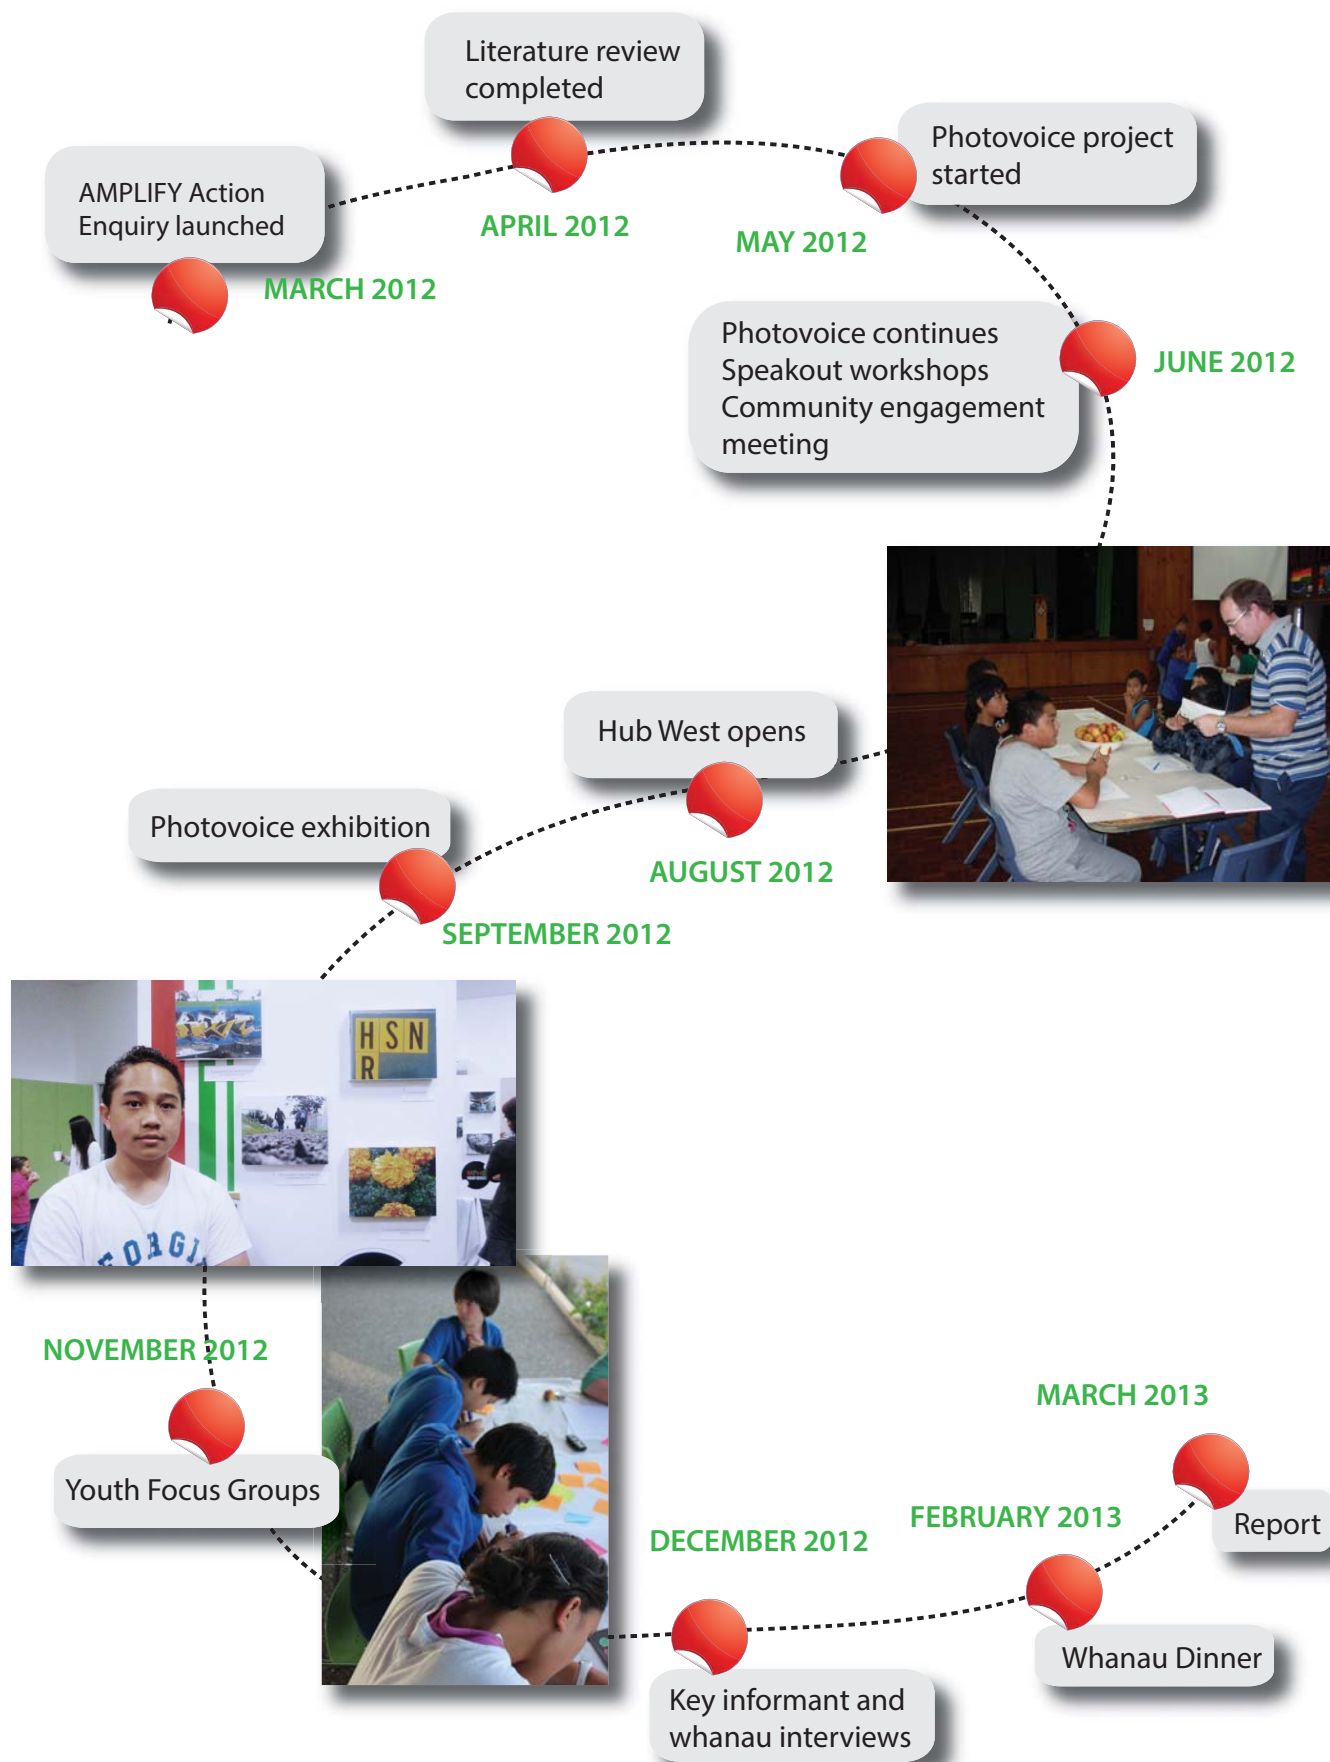 Literature review
completed
AMPLIFY Action
Enquiry launched
MARCH 2012
APRIL 2012
Photovoice project
started
MAY 2012
Photovoice continues
Speakout workshops
Community engagement
meeting
JUNE 2012
Hub West opens
AUGUST 2012
Photovoice exhibition
SEPTEMBER 2012
H S N
R
EORGI
NOVEMBER 2012
Youth Focus Groups
DECEMBER 2012
Key informant and
whanau interviews
FEBRUARY 2013
Whanau Dinner
MARCH 2013
Report